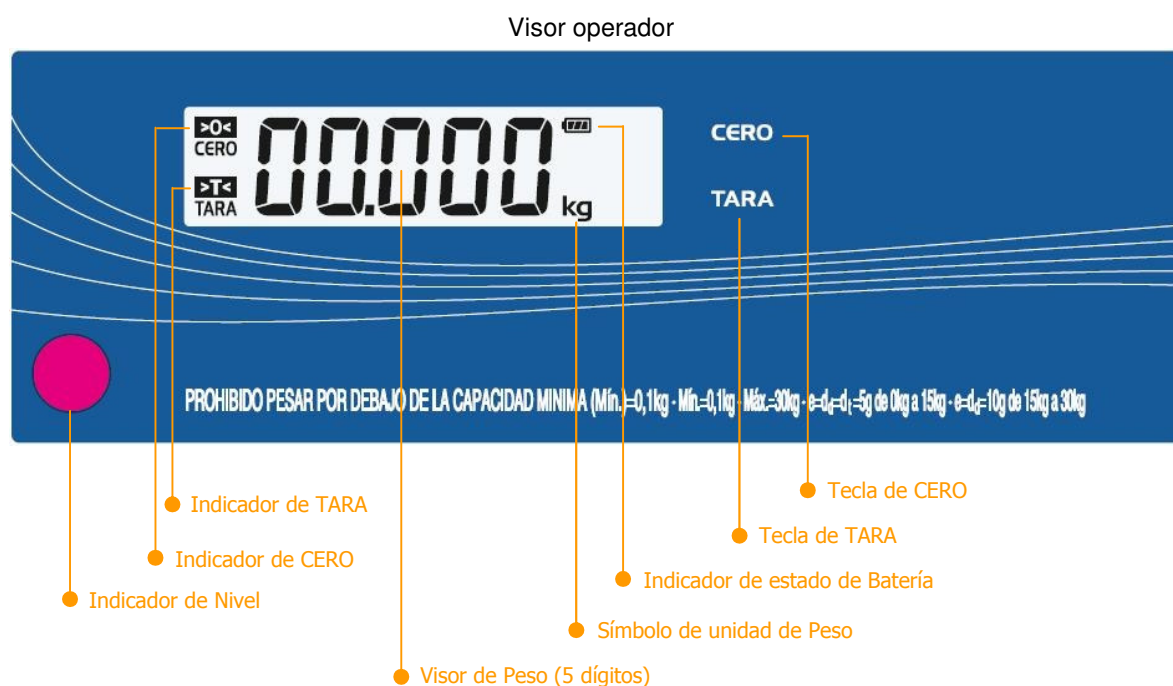 Visor operador
>0<
CERO
00.000
>T<
TARA
kg
CERO
TARA
PROHIBIDO PESAR POR DEBAJO DE LA CAPACIDAD MINIMA (Mín.)=0,1kg - Mín.=0,1kg - Máx.=30kg - e=dd=dt=5g de 0kg a 15kg - e=dd=10g de 15kg a 30kg
Tecla de CERO
Indicador de TARA
Tecla de TARA
Indicador de CERO
Indicador de estado de Batería
Indicador de Nivel
Símbolo de unidad de Peso
Visor de Peso (5 dígitos)